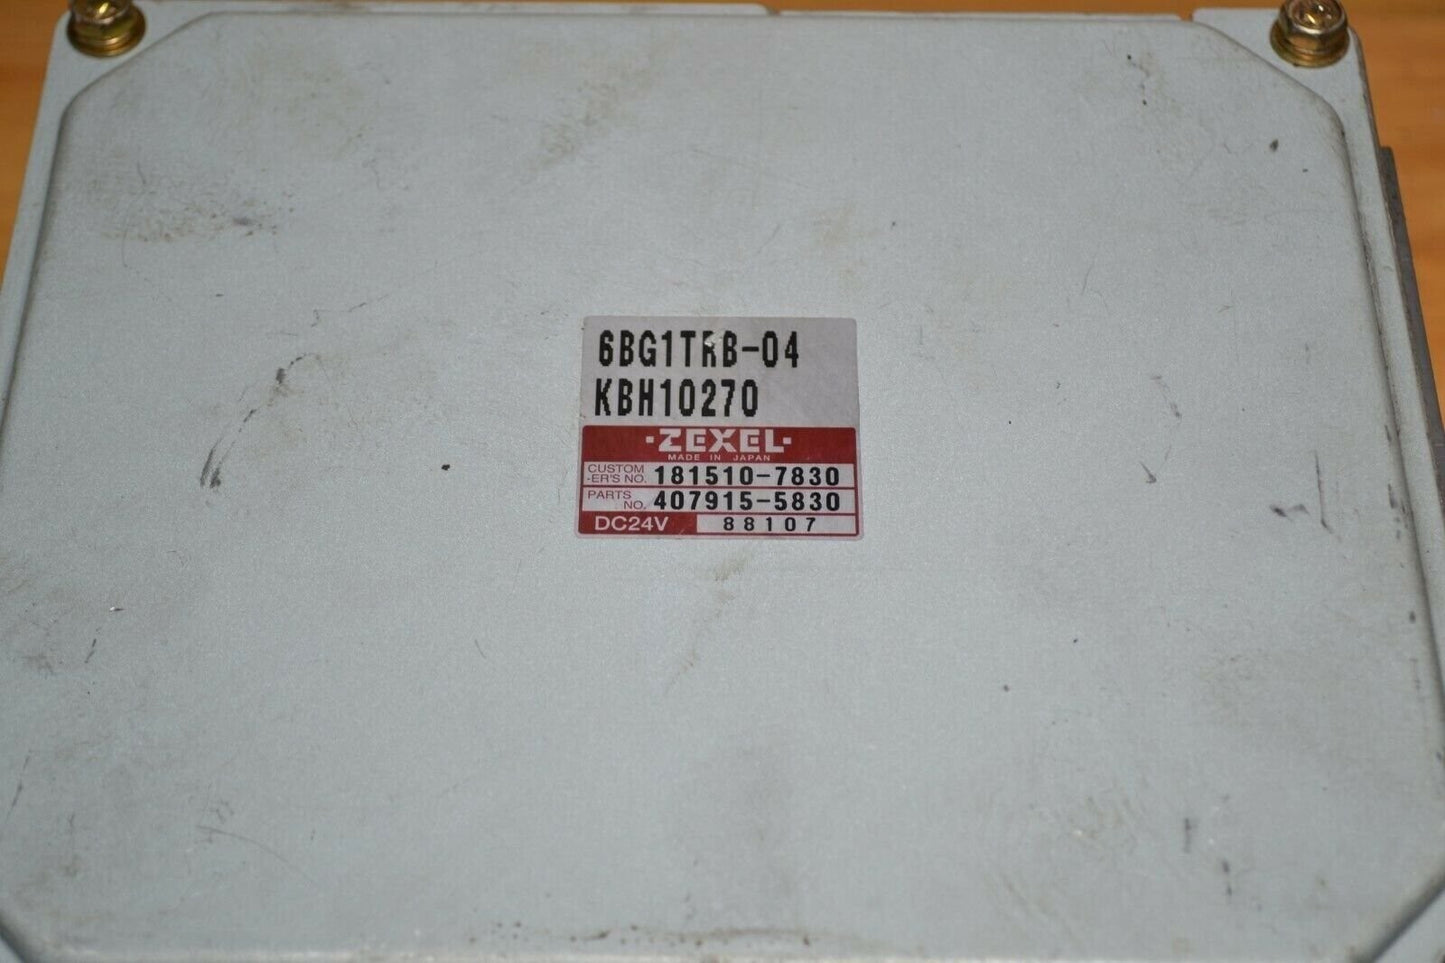 6BG1TRB-04
KBH10270
·ZEXEL·
MADE IN JAPAN
CUSTOM
-ER'S NO. 181510-7830
PARTS
NO. 407915-5830
DC24V 88107